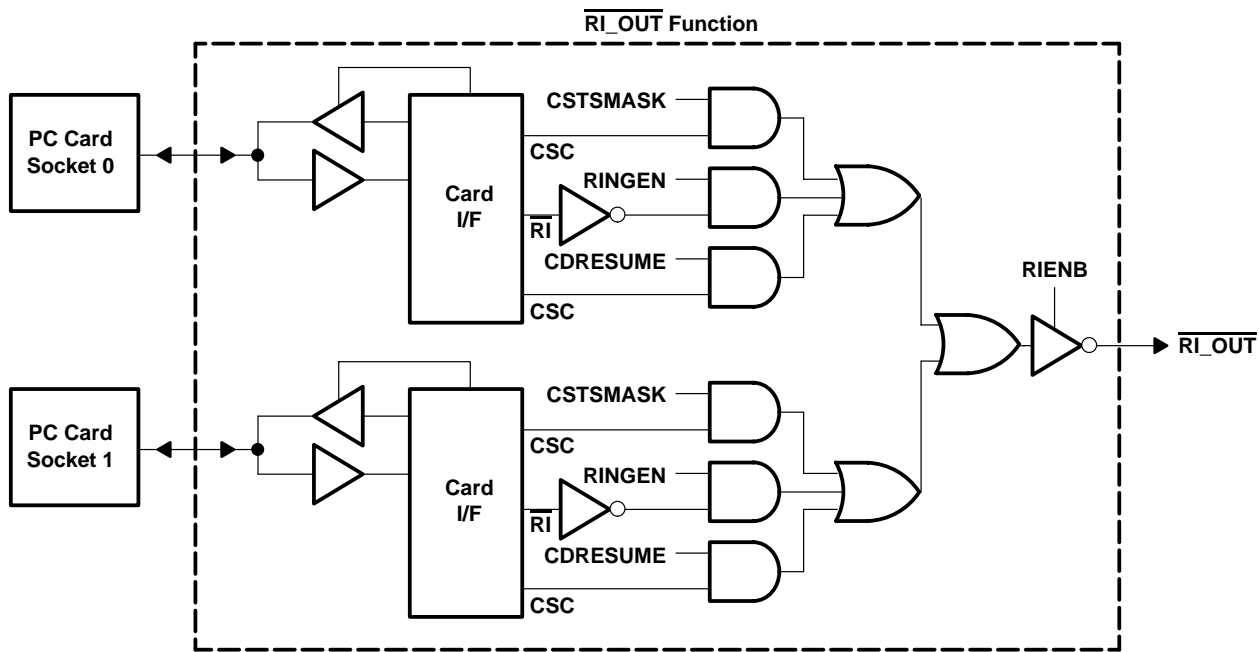 RI_OUT Function
PC Card
Socket 0
CSTSMASK
CSC
RINGEN
Card
I/F
RI
CDRESUME
CSC
RIENB
RI_OUT
PC Card
Socket 1
CSTSMASK
CSC
RINGEN
Card
I/F
RI
CDRESUME
CSC